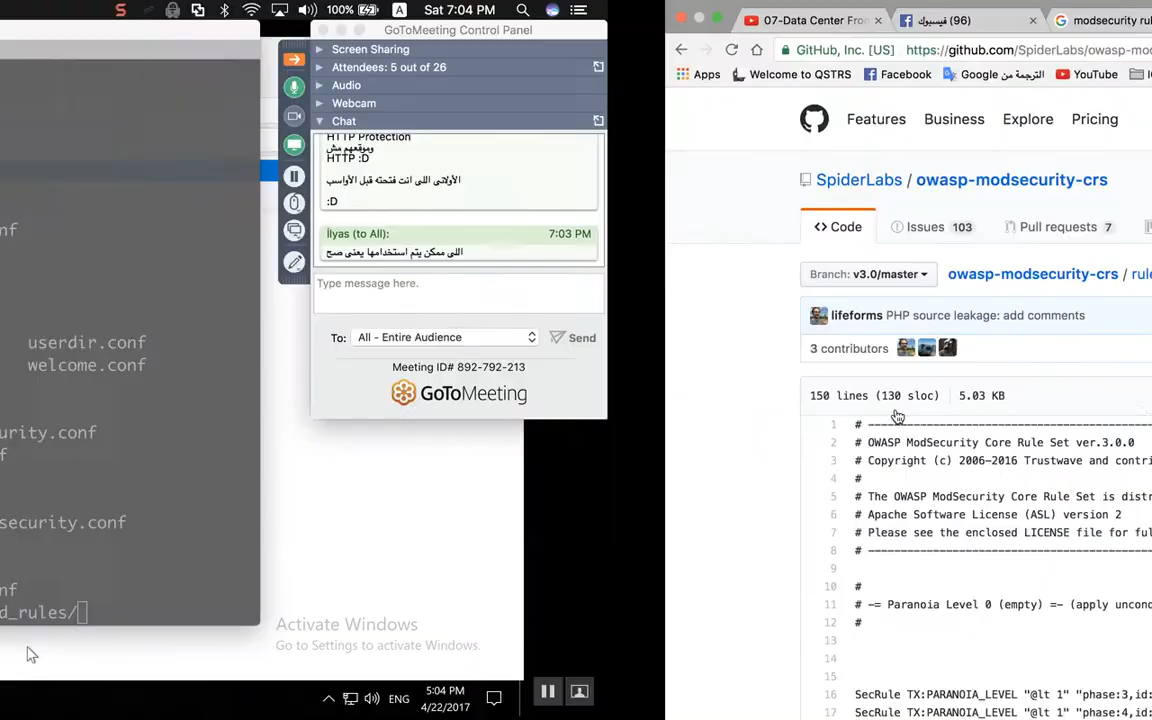 100%
A
Sat 7:04 PM
GoToMeeting Control Panel
Screen Sharing
Attendees: 5 out of 26
Audio
Webcam
Chat
HTTP Protection
وموقعهم مش
HTTP :D
الأولاتى اللى انت فتحته قبل الأواسب
:D
İlyas (to All):
7:03 PM
اللى ممكن يتم استخدامها يعنى صح
Type message here.
To:
All - Entire Audience
Send
Meeting ID# 892-792-213
GoToMeeting
nf
userdir.conf
welcome.conf
urity.conf
f
security.conf
nf
d_rules/
Activate Windows
Go to Settings to activate Windows.
ENG
5:04 PM
4/22/2017
07-Data Center Fron
(96) فيسبوك
modsecurity rul
GitHub, Inc. [US]
https://github.com/SpiderLabs/owasp-mo
Apps
Welcome to QSTRS
Facebook
الترجمة من Google
YouTube
Features
Business
Explore
Pricing
SpiderLabs / owasp-modsecurity-crs
<> Code
Issues 103
Pull requests 7
Branch: v3.0/master
owasp-modsecurity-crs / rule
lifeforms PHP source leakage: add comments
3 contributors
150 lines (130 sloc)
5.03 KB
1 # ------------------------------------
2 # OWASP ModSecurity Core Rule Set ver.3.0.0
3 # Copyright (c) 2006-2016 Trustwave and contri
4 #
5 # The OWASP ModSecurity Core Rule Set is distr
6 # Apache Software License (ASL) version 2
7 # Please see the enclosed LICENSE file for ful
8 # ------------------------------------
9
10 #
11 # -= Paranoia Level 0 (empty) =- (apply uncond
12 #
13
14
15
16 SecRule TX:PARANOIA_LEVEL "@lt 1" "phase:3,id:
17 SecRule TX:PARANOIA_LEVEL "@lt 1" "phase:4,id: